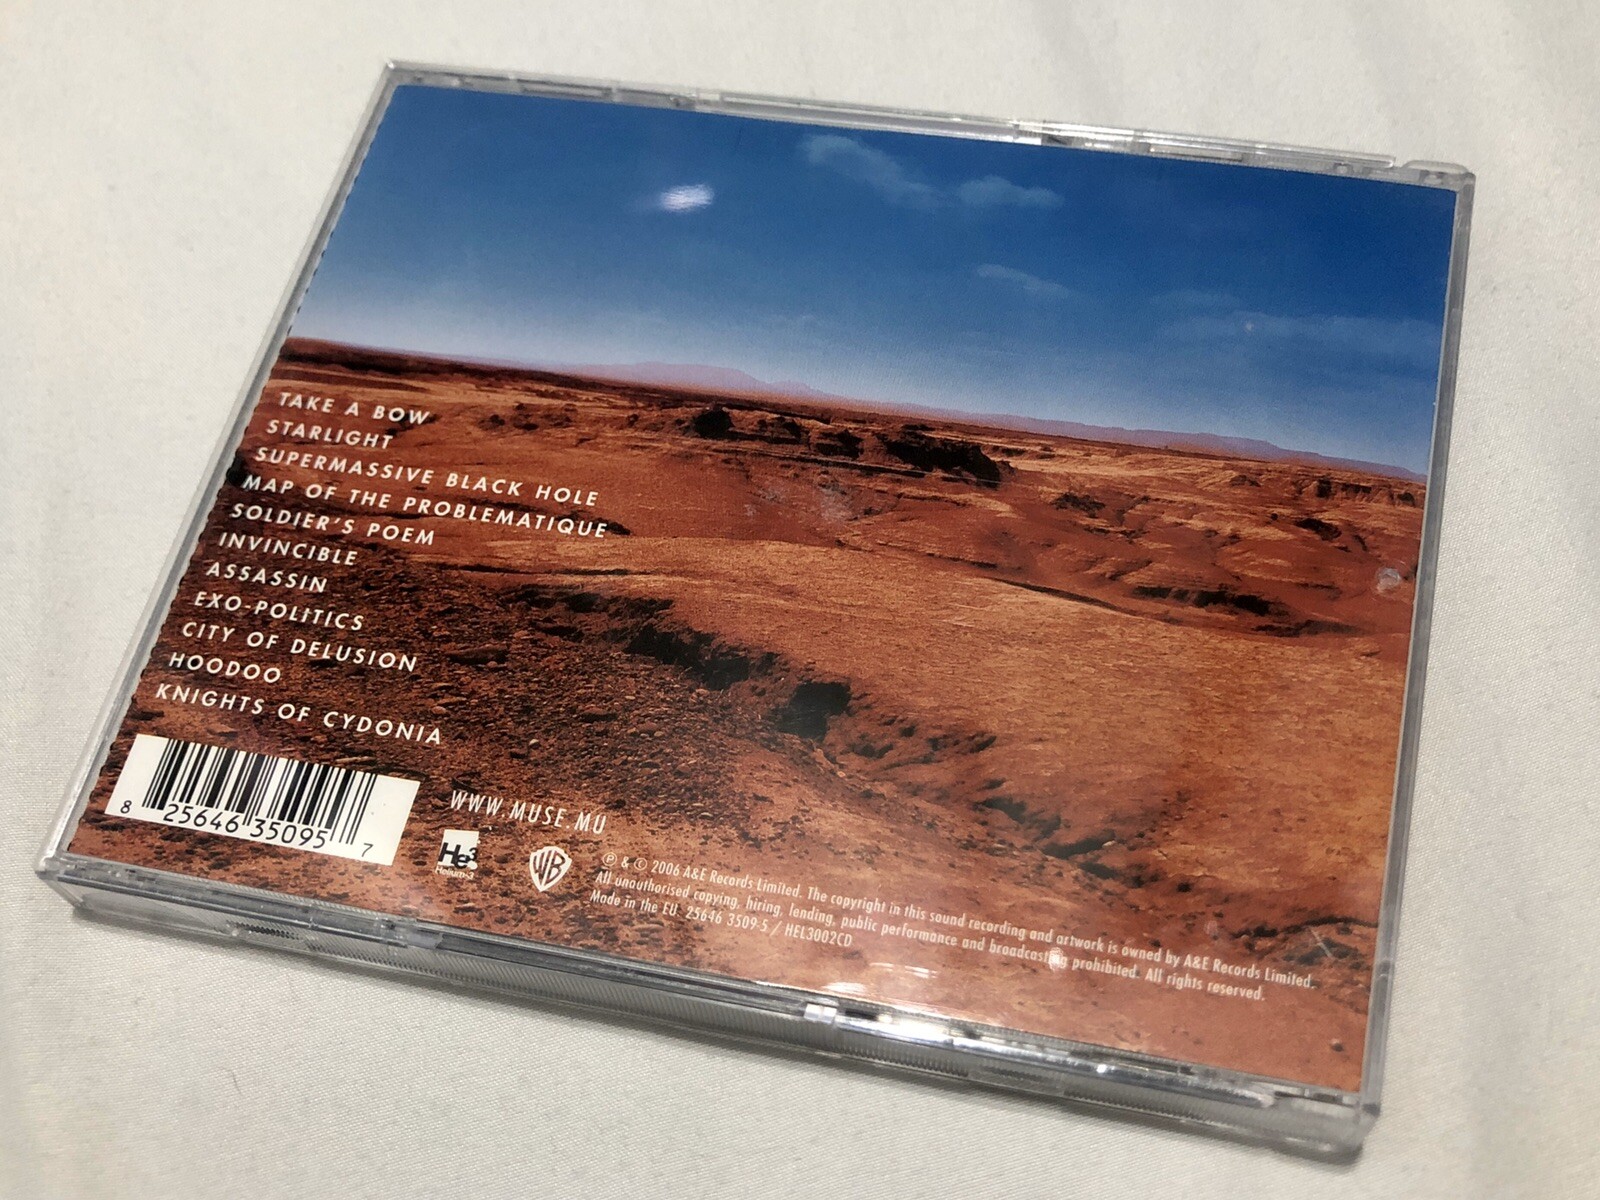 TAKE A BOW
STARLIGHT
SUPERMASSIVE BLACK HOLE
MAP OF THE PROBLEMATIQUE
SOLDIER'S POEM
INVINCIBLE
ASSASSIN
EXO-POLITICS
CITY OF DELUSION
HOODOO
KNIGHTS OF CYDONIA
8 25646 35095 7
WWW.MUSE.MU
He3
Helium-3
WB
℗ & © 2006 A&E Records Limited. The copyright in this sound recording and artwork is owned by A&E Records Limited.
All unauthorised copying, hiring, lending, public performance and broadcasting prohibited. All rights reserved.
Made in the EU 25646 3509-5 / HEL3002CD